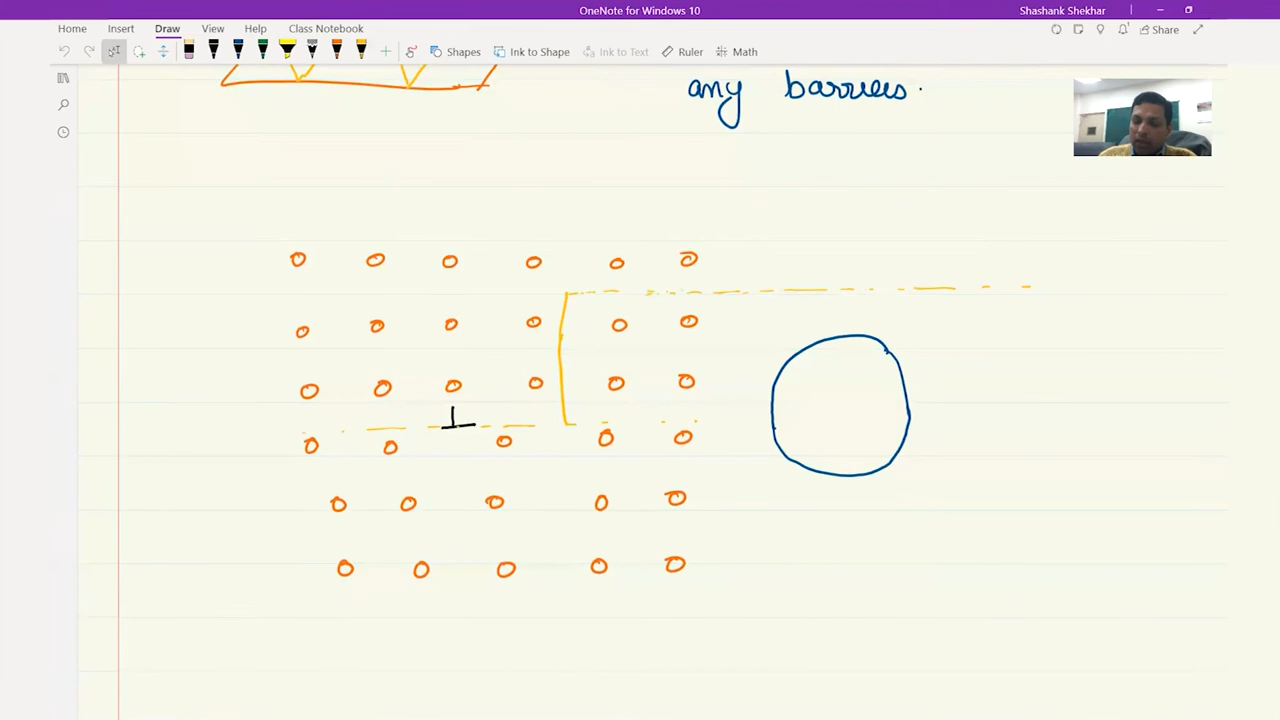 OneNote for Windows 10
Shashank Shekhar
Home Insert Draw View Help Class Notebook
Share
Shapes Ink to Shape Ink to Text Ruler Math
any barriers.